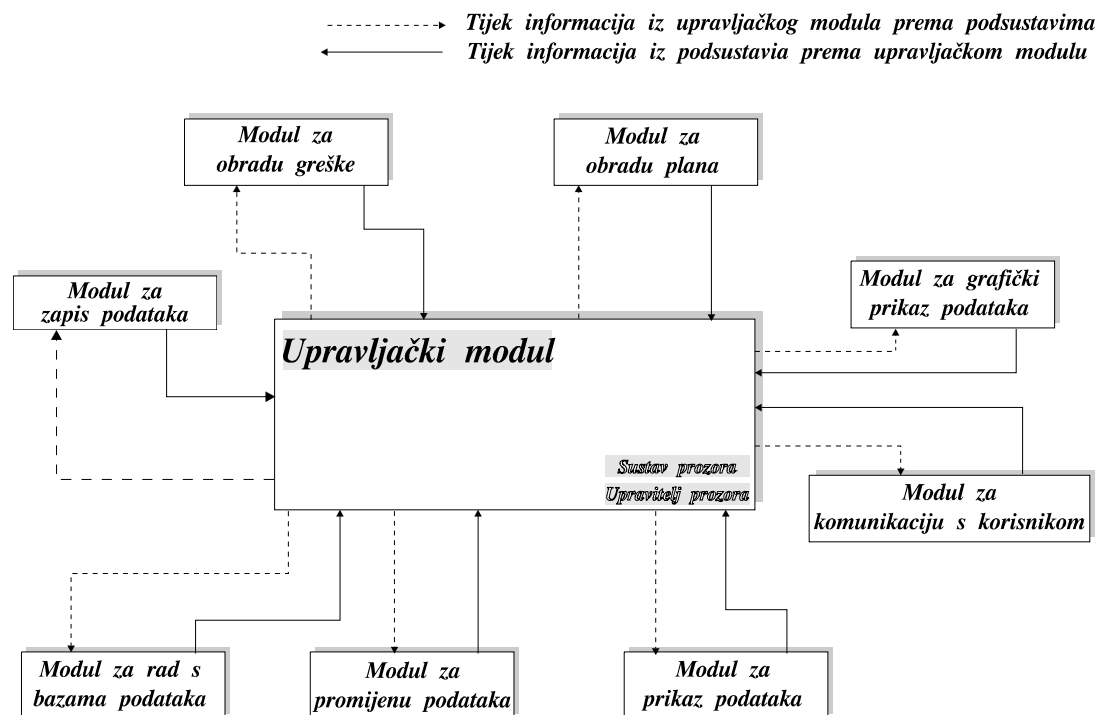 Tijek informacija iz upravljačkog modula prema podsustavima
Tijek informacija iz podsustavia prema upravljačkom modulu
Modul za
obradu greške
Modul za
obradu plana
Modul za
zapis podataka
Modul za grafički
prikaz podataka
Upravljački modul
Sustav prozora
Upravitelj prozora
Modul za
komunikaciju s korisnikom
Modul za rad s
bazama podataka
Modul za
promijenu podataka
Modul za
prikaz podataka